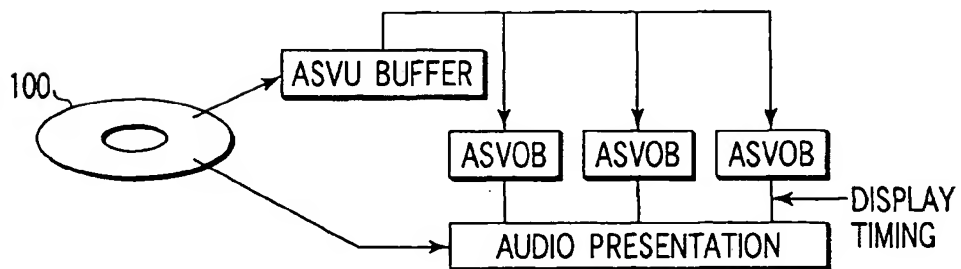 100
ASVU BUFFER
ASVOB ASVOB ASVOB
DISPLAY
TIMING
AUDIO PRESENTATION